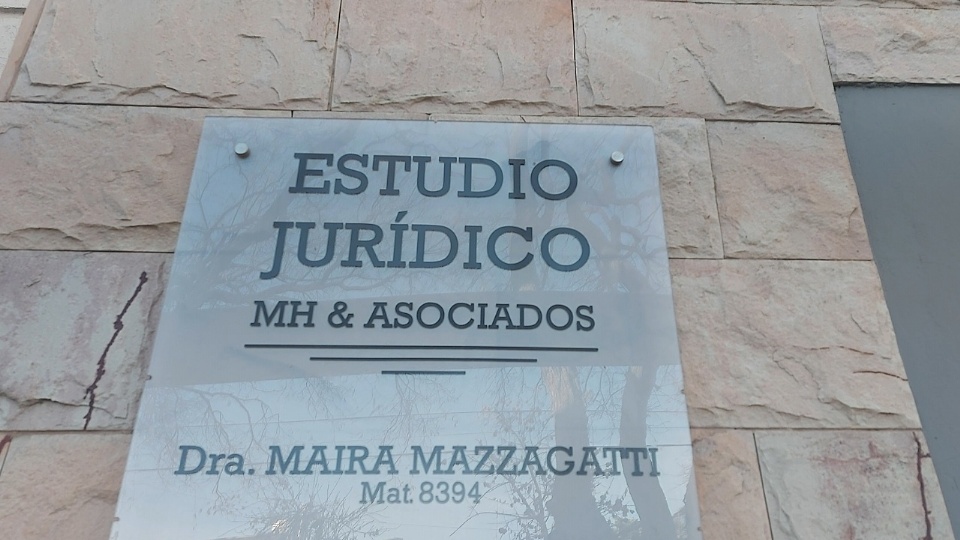 ESTUDIO
JURÍDICO
MH & ASOCIADOS
Dra. MAIRA MAZZAGATTI
Mat. 8394